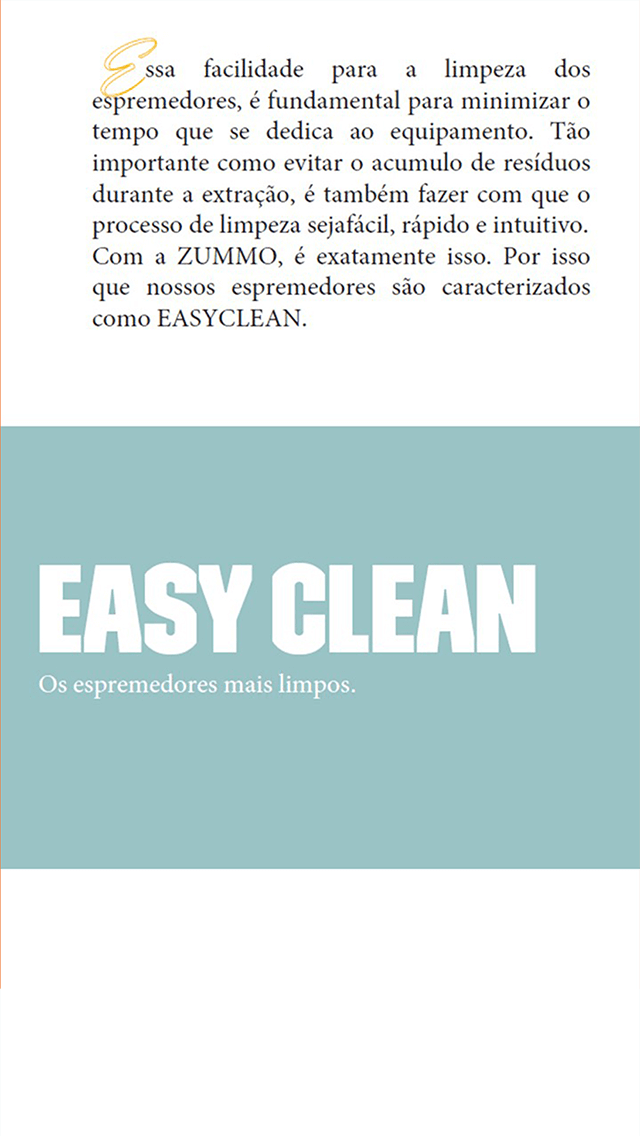 Essa facilidade para a limpeza dos
espremedores, é fundamental para minimizar o
tempo que se dedica ao equipamento. Tão
importante como evitar o acumulo de resíduos
durante a extração, é também fazer com que o
processo de limpeza sejafácil, rápido e intuitivo.
Com a ZUMMO, é exatamente isso. Por isso
que nossos espremedores são caracterizados
como EASYCLEAN.
EASY CLEAN
Os espremedores mais limpos.